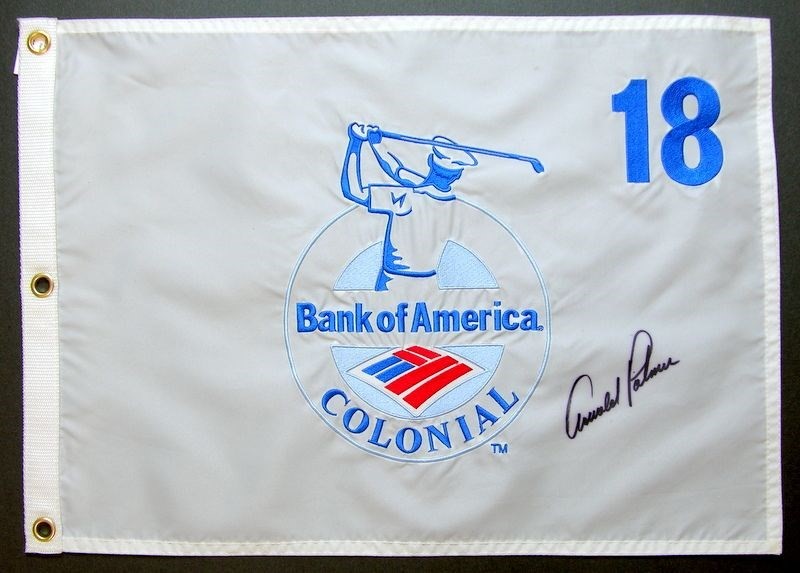 18
Bank of America
COLONIAL
TM
Arnold Palmer